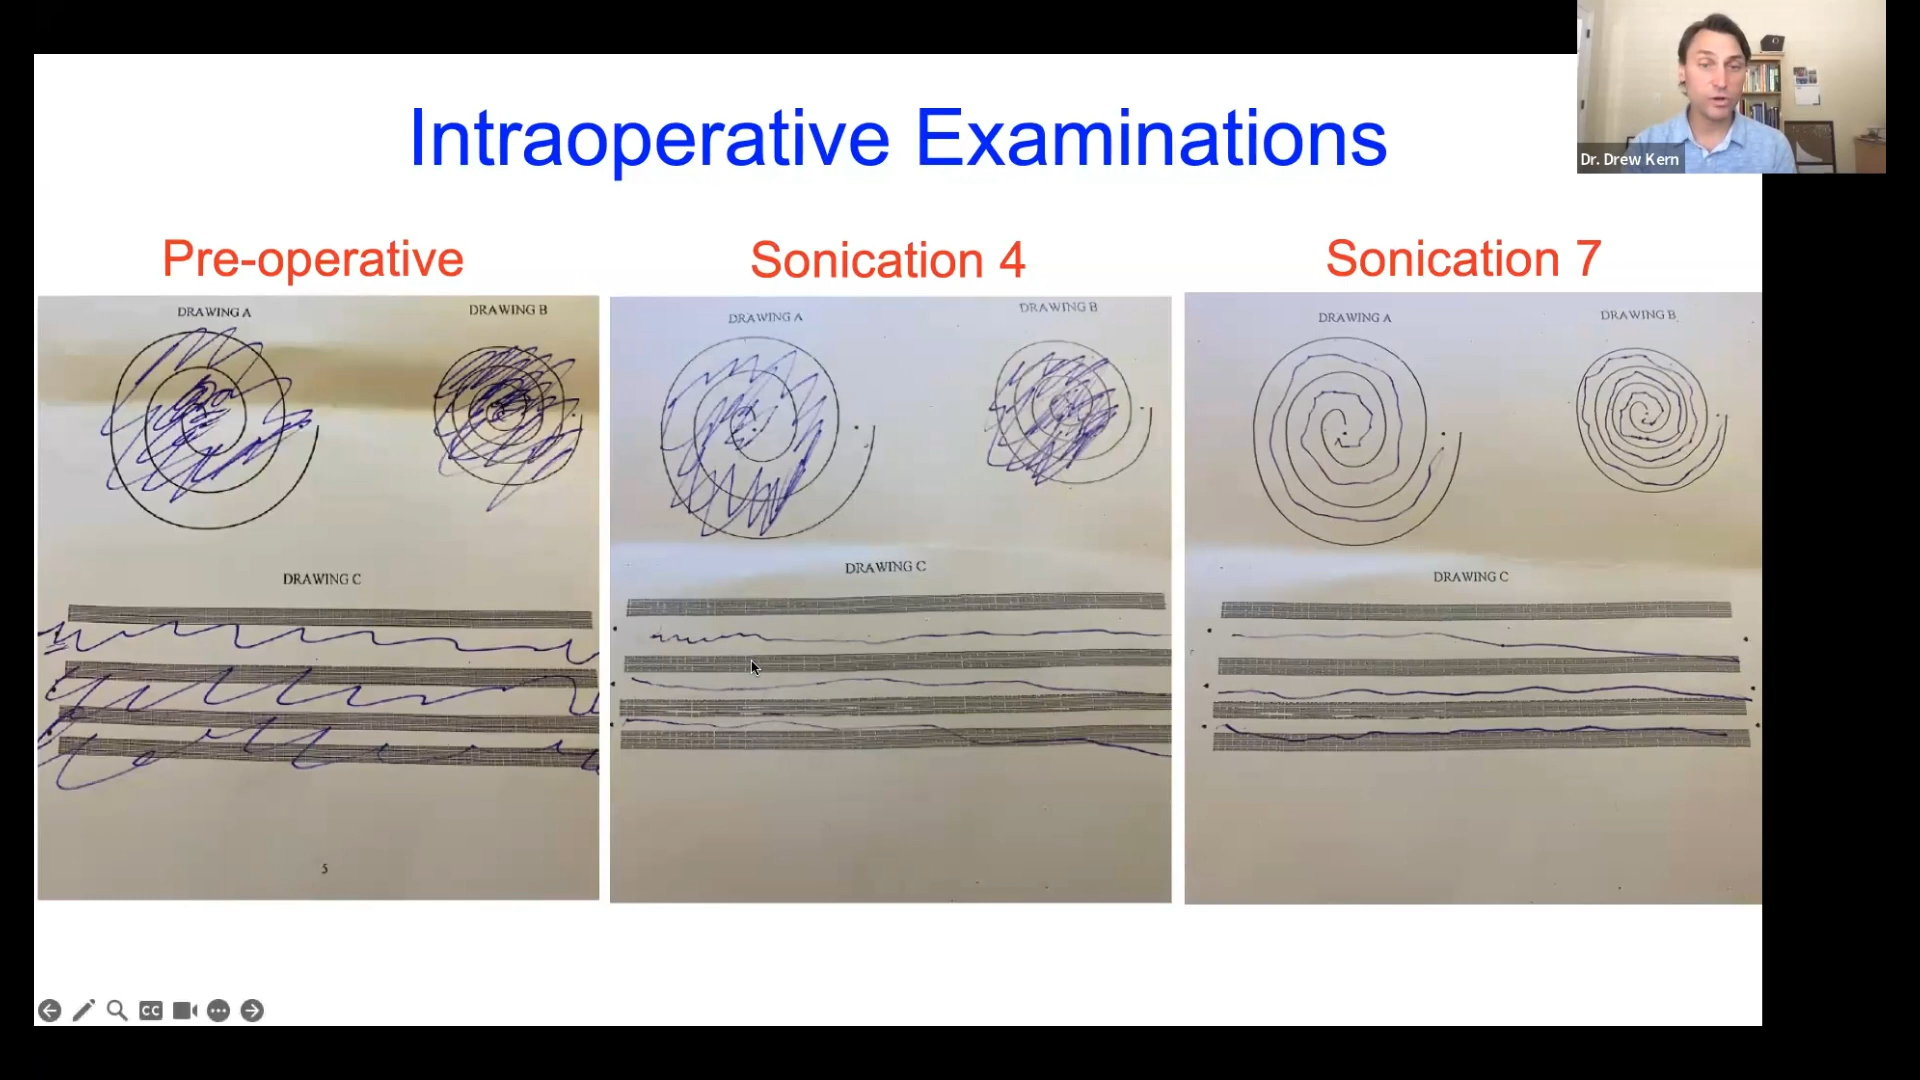 Intraoperative Examinations
Dr. Drew Kern
Pre-operative
Sonication 4
Sonication 7
DRAWING A
DRAWING B
DRAWING C
5
DRAWING A
DRAWING B
DRAWING C
DRAWING A
DRAWING B
DRAWING C
CC